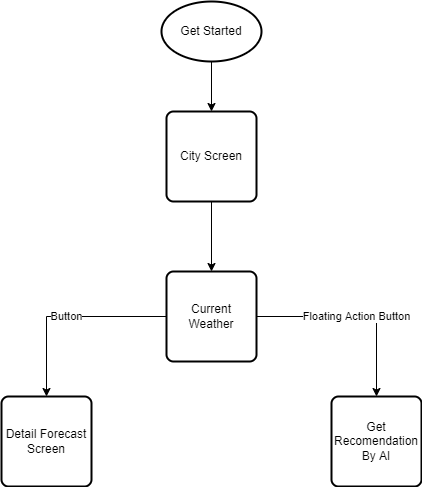 Get Started
City Screen
Current
Weather
Button
Floating Action Button
Detail Forecast
Screen
Get
Recomendation
By AI